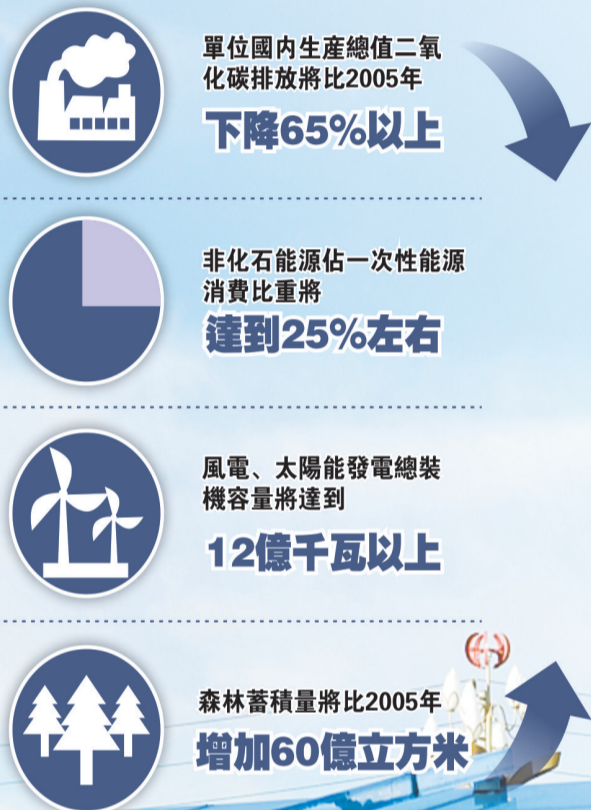 單位國内生產總值二氧
化碳排放將比2005年
下降65%以上
非化石能源佔一次性能源
消費比重將
達到25%左右
風電、太陽能發電總裝
機容量將達到
12億千瓦以上
森林蓄積量將比2005年
增加60億立方米